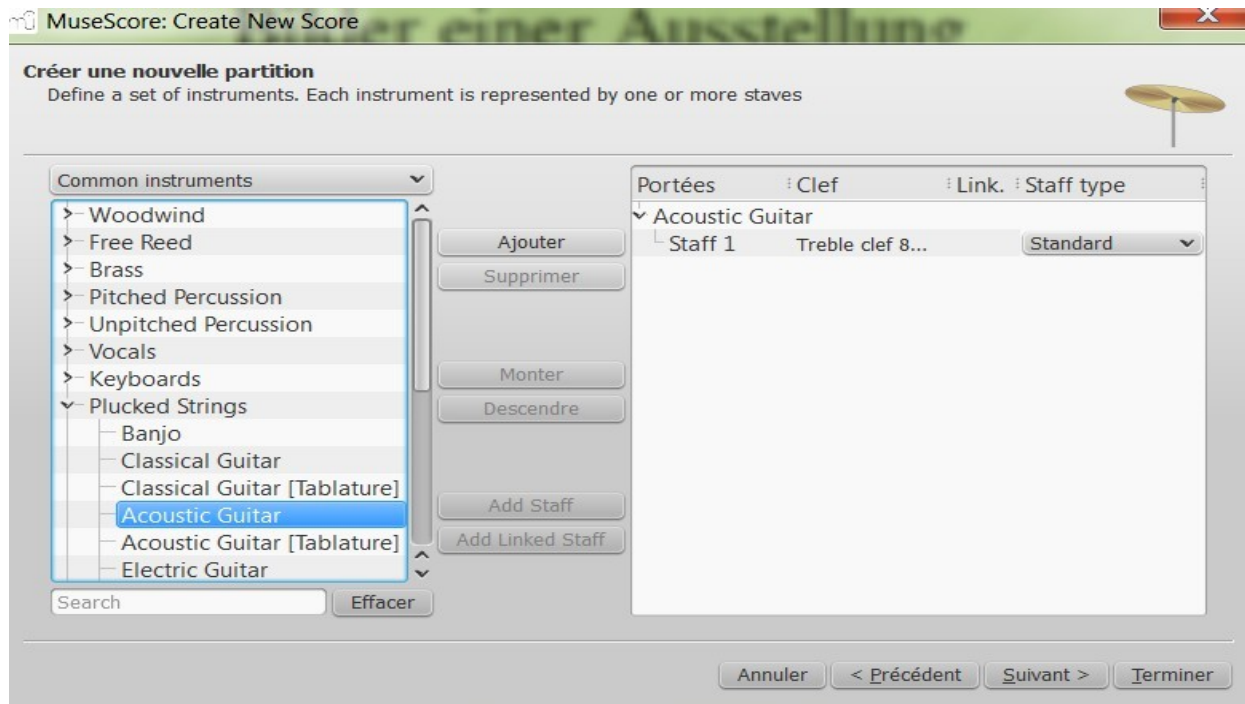 MuseScore: Create New Score
Bilder einer Ausstellung
Créer une nouvelle partition
Define a set of instruments. Each instrument is represented by one or more staves
Common instruments
Woodwind
Free Reed
Brass
Pitched Percussion
Unpitched Percussion
Vocals
Keyboards
Plucked Strings
Banjo
Classical Guitar
Classical Guitar [Tablature]
Acoustic Guitar
Acoustic Guitar [Tablature]
Electric Guitar
Search
Effacer
Ajouter
Supprimer
Monter
Descendre
Add Staff
Add Linked Staff
Portées Clef Link. Staff type
Acoustic Guitar
Staff 1 Treble clef 8... Standard
Annuler < Précédent Suivant > Terminer